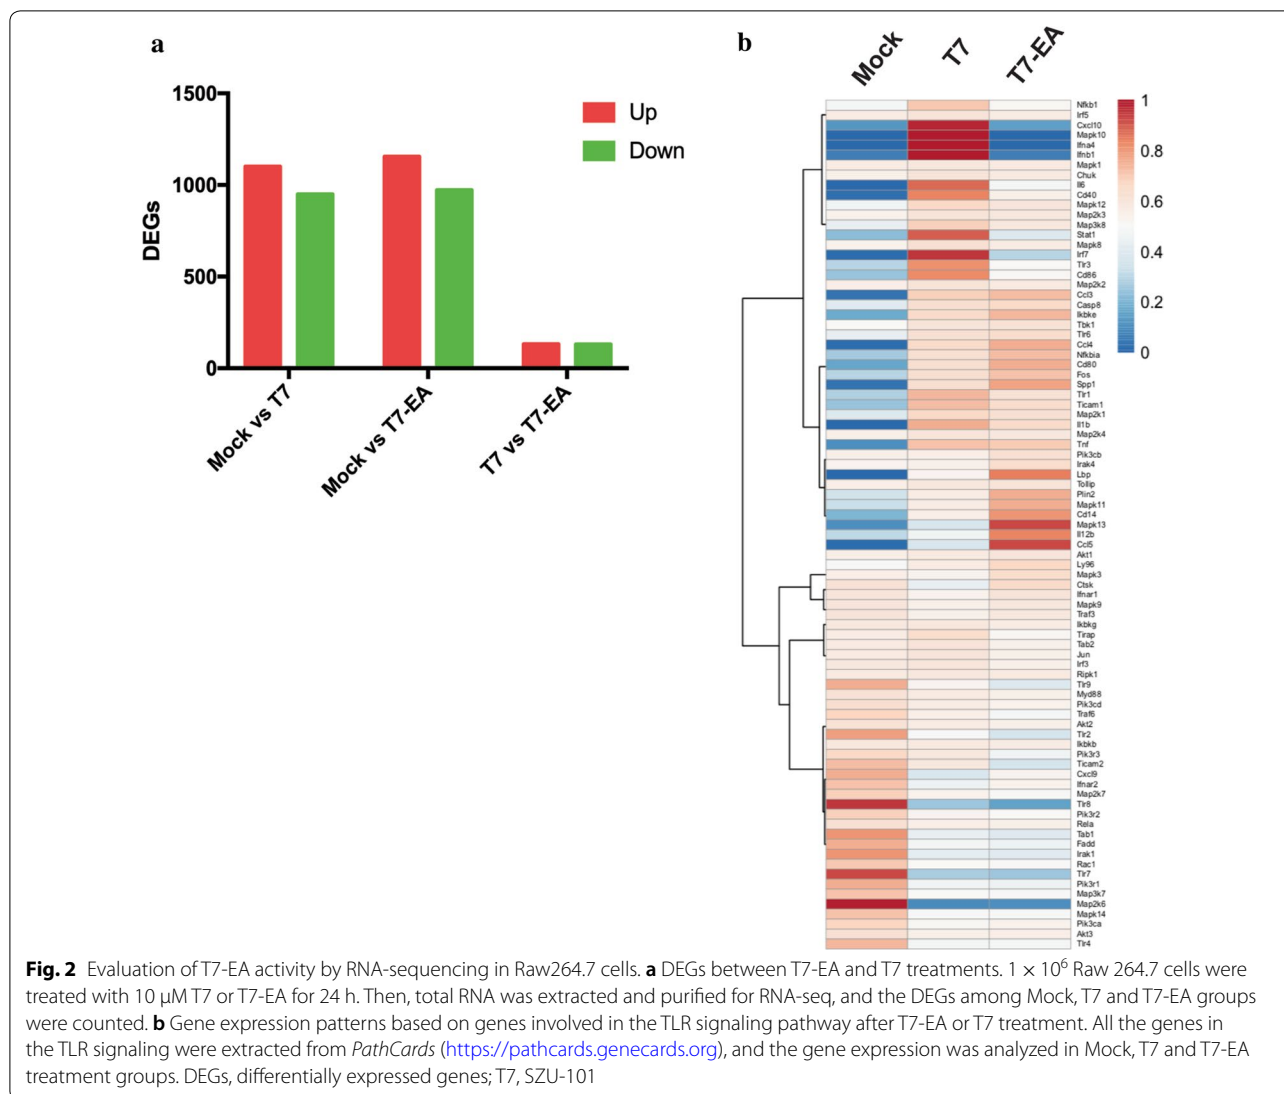 a
1500
1000
500
0
DEGs
Up
Down
Mock vs T7
Mock vs T7-EA
T7 vs T7-EA
b
Mock
T7
T7-EA
Nfkb1
Irf5
Cxcl10
Mapk10
Ifna4
Ifnb1
Mapk1
Chuk
Il6
Cd40
Mapk12
Map2k3
Map3k8
Stat1
Mapk8
Irf7
Tlr3
Cd86
Map2k2
Ccl3
Casp8
Ikbke
Tbk1
Tlr6
Ccl4
Nfkbia
Cd80
Fos
Spp1
Tlr1
Ticam1
Map2k1
Il1b
Map2k4
Tnf
Pik3cb
Irak4
Lbp
Tollip
Plin2
Mapk11
Cd14
Mapk13
Il12b
Ccl5
Akt1
Ly96
Mapk3
Ctsk
Ifnar1
Mapk9
Traf3
Ikbkg
Tirap
Tab2
Jun
Irf3
Ripk1
Tlr9
Myd88
Pik3cd
Traf6
Akt2
Tlr2
Ikbkb
Pik3r3
Ticam2
Cxcl9
Ifnar2
Map2k7
Tlr8
Pik3r2
Rela
Tab1
Fadd
Irak1
Rac1
Tlr7
Pik3r1
Map3k7
Map2k6
Mapk14
Pik3ca
Akt3
Tlr4
1
0.8
0.6
0.4
0.2
0
Fig. 2 Evaluation of T7-EA activity by RNA-sequencing in Raw264.7 cells. a DEGs between T7-EA and T7 treatments. 1 × 10⁶ Raw 264.7 cells were
treated with 10 μM T7 or T7-EA for 24 h. Then, total RNA was extracted and purified for RNA-seq, and the DEGs among Mock, T7 and T7-EA groups
were counted. b Gene expression patterns based on genes involved in the TLR signaling pathway after T7-EA or T7 treatment. All the genes in
the TLR signaling were extracted from PathCards (https://pathcards.genecards.org), and the gene expression was analyzed in Mock, T7 and T7-EA
treatment groups. DEGs, differentially expressed genes; T7, SZU-101